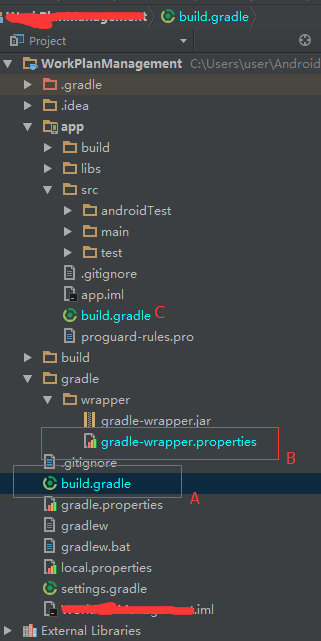 build.gradle
Project
WorkPlanManagement C:\Users\user\Android
.gradle
.idea
app
build
libs
src
androidTest
main
test
.gitignore
app.iml
build.gradle C
proguard-rules.pro
build
gradle
wrapper
gradle-wrapper.jar
gradle-wrapper.properties
B
.gitignore
build.gradle
A
gradle.properties
gradlew
gradlew.bat
local.properties
settings.gradle
.iml
External Libraries